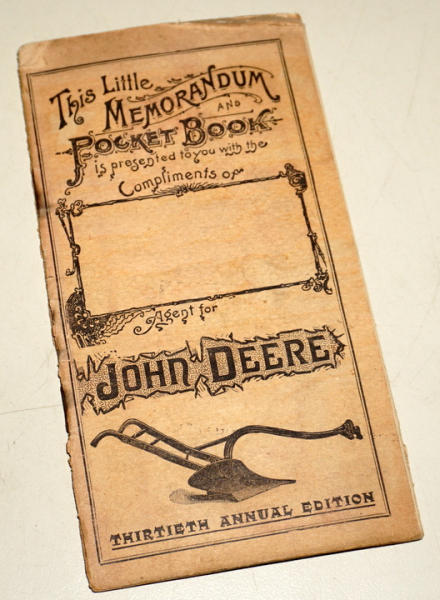 This Little
MEMORANDUM
AND
POCKET BOOK
is presented to you with the
Compliments of
Agent for
JOHN DEERE
THIRTIETH ANNUAL EDITION